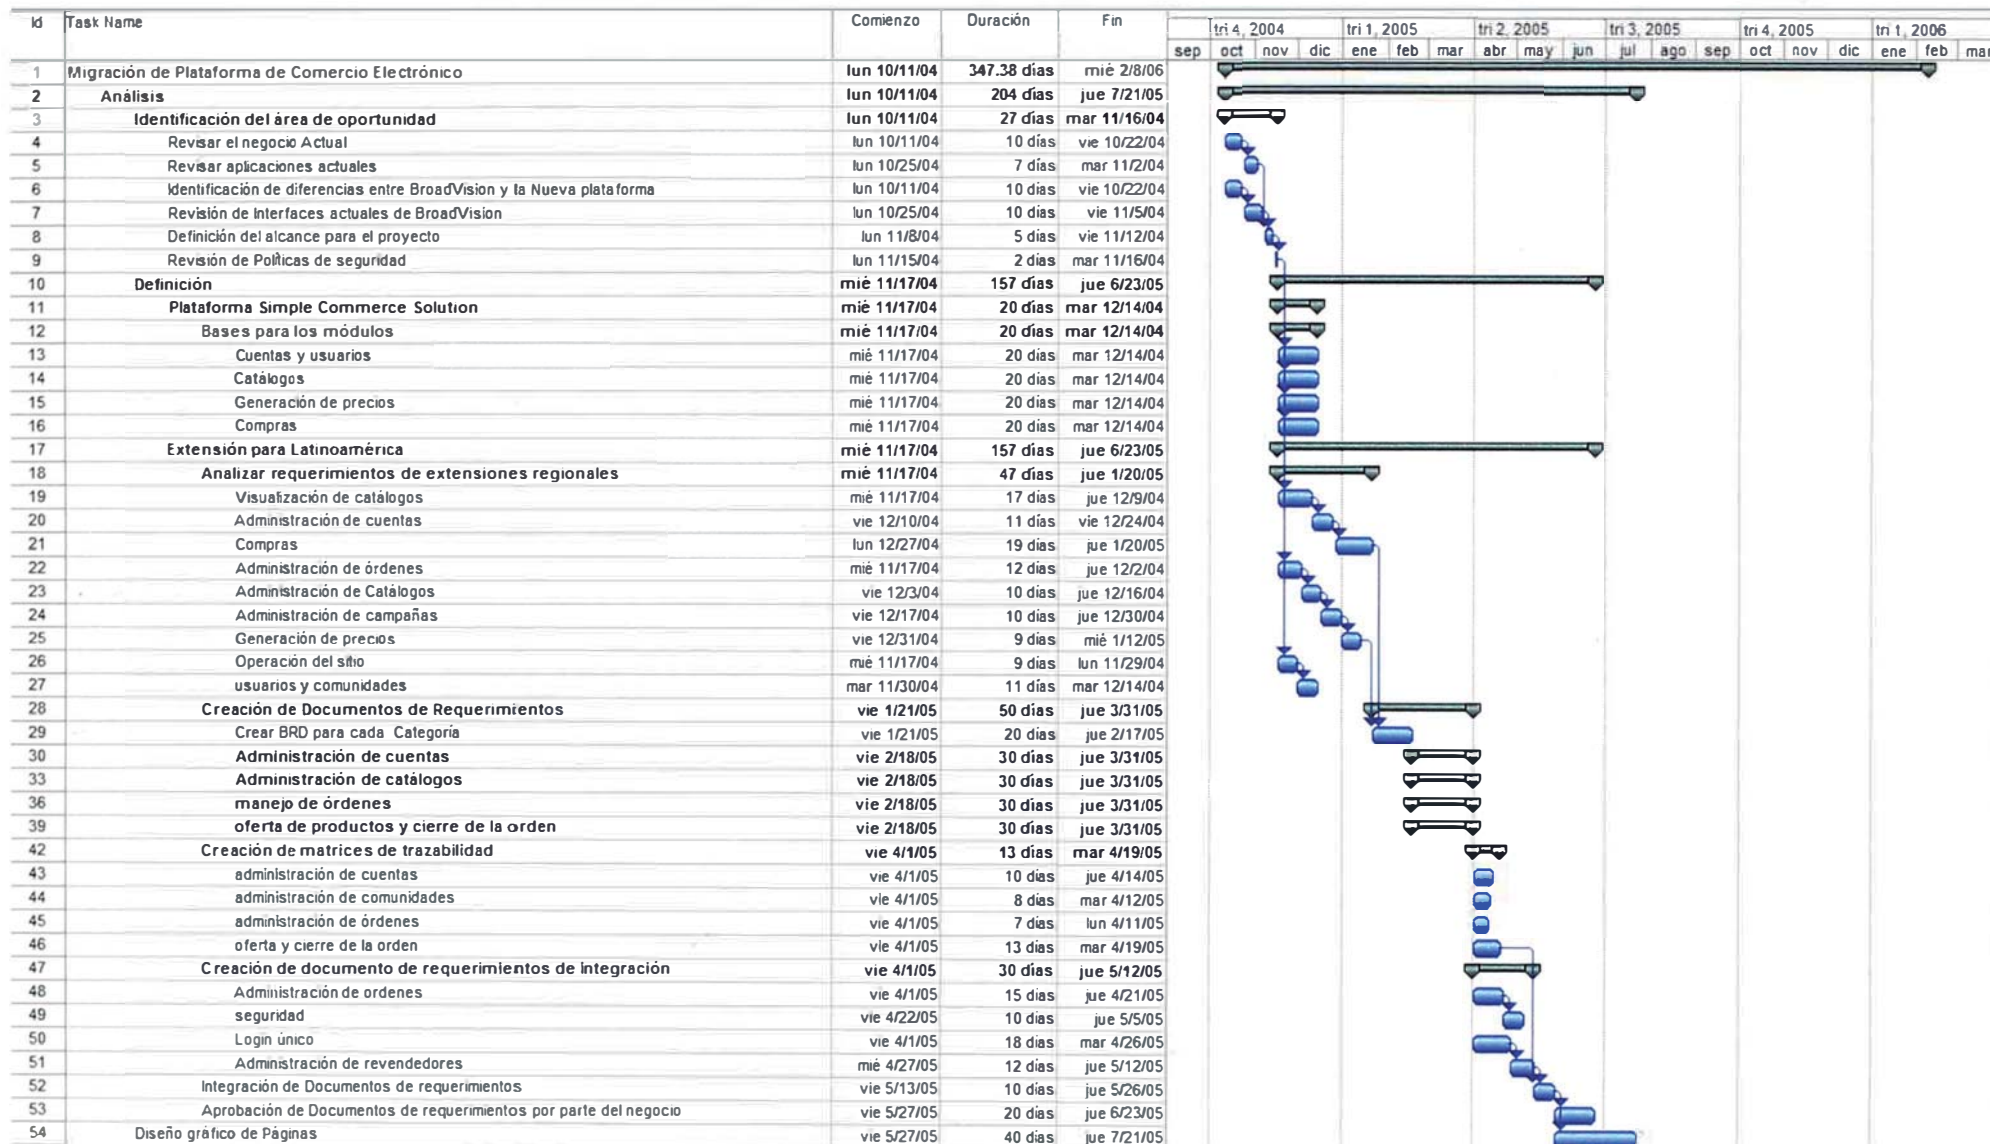 Id Task Name Comienzo Duración Fin tri 4, 2004 tri 1, 2005 tri 2, 2005 tri 3, 2005 tri 4, 2005 tri 1, 2006
sep oct nov dic ene feb mar abr may jun jul ago sep oct nov dic ene feb mar
1 Migración de Plataforma de Comercio Electrónico lun 10/11/04 347.38 días mié 2/8/06
2 Análisis lun 10/11/04 204 días jue 7/21/05
3 Identificación del área de oportunidad lun 10/11/04 27 días mar 11/16/04
4 Revisar el negocio Actual lun 10/11/04 10 días vie 10/22/04
5 Revisar aplicaciones actuales lun 10/25/04 7 días mar 11/2/04
6 Identificación de diferencias entre BroadVision y la Nueva plataforma lun 10/11/04 10 días vie 10/22/04
7 Revisión de Interfaces actuales de BroadVision lun 10/25/04 10 días vie 11/5/04
8 Definición del alcance para el proyecto lun 11/8/04 5 días vie 11/12/04
9 Revisión de Políticas de seguridad lun 11/15/04 2 días mar 11/16/04
10 Definición mié 11/17/04 157 días jue 6/23/05
11 Plataforma Simple Commerce Solution mié 11/17/04 20 días mar 12/14/04
12 Bases para los módulos mié 11/17/04 20 días mar 12/14/04
13 Cuentas y usuarios mié 11/17/04 20 días mar 12/14/04
14 Catálogos mié 11/17/04 20 días mar 12/14/04
15 Generación de precios mié 11/17/04 20 días mar 12/14/04
16 Compras mié 11/17/04 20 días mar 12/14/04
17 Extensión para Latinoamérica mié 11/17/04 157 días jue 6/23/05
18 Analizar requerimientos de extensiones regionales mié 11/17/04 47 días jue 1/20/05
19 Visualización de catálogos mié 11/17/04 17 días jue 12/9/04
20 Administración de cuentas vie 12/10/04 11 días vie 12/24/04
21 Compras lun 12/27/04 19 días jue 1/20/05
22 Administración de órdenes mié 11/17/04 12 días jue 12/2/04
23 Administración de Catálogos vie 12/3/04 10 días jue 12/16/04
24 Administración de campañas vie 12/17/04 10 días jue 12/30/04
25 Generación de precios vie 12/31/04 9 días mié 1/12/05
26 Operación del sitio mié 11/17/04 9 días lun 11/29/04
27 usuarios y comunidades mar 11/30/04 11 días mar 12/14/04
28 Creación de Documentos de Requerimientos vie 1/21/05 50 días jue 3/31/05
29 Crear BRD para cada Categoría vie 1/21/05 20 días jue 2/17/05
30 Administración de cuentas vie 2/18/05 30 días jue 3/31/05
33 Administración de catálogos vie 2/18/05 30 días jue 3/31/05
36 manejo de órdenes vie 2/18/05 30 días jue 3/31/05
39 oferta de productos y cierre de la orden vie 2/18/05 30 días jue 3/31/05
42 Creación de matrices de trazabilidad vie 4/1/05 13 días mar 4/19/05
43 administración de cuentas vie 4/1/05 10 días jue 4/14/05
44 administración de comunidades vie 4/1/05 8 días mar 4/12/05
45 administración de órdenes vie 4/1/05 7 días lun 4/11/05
46 oferta y cierre de la orden vie 4/1/05 13 días mar 4/19/05
47 Creación de documento de requerimientos de integración vie 4/1/05 30 días jue 5/12/05
48 Administración de ordenes vie 4/1/05 15 días jue 4/21/05
49 seguridad vie 4/22/05 10 días jue 5/5/05
50 Login único vie 4/1/05 18 días mar 4/26/05
51 Administración de revendedores mié 4/27/05 12 días jue 5/12/05
52 Integración de Documentos de requerimientos vie 5/13/05 10 días jue 5/26/05
53 Aprobación de Documentos de requerimientos por parte del negocio vie 5/27/05 20 días jue 6/23/05
54 Diseño gráfico de Páginas vie 5/27/05 40 días jue 7/21/05